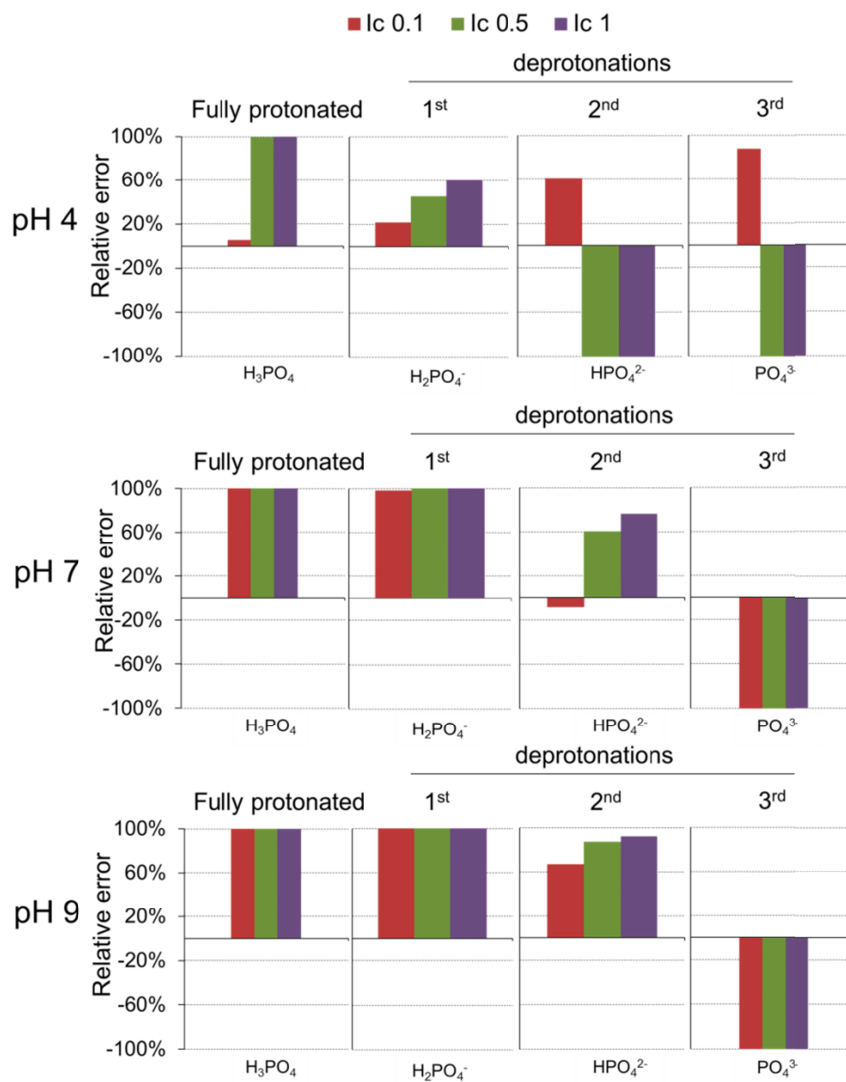 Ic 0.1 Ic 0.5 Ic 1
deprotonations
Fully protonated 1st 2nd 3rd
pH 4
Relative error
100%
60%
20%
-20%
-60%
-100%
H₃PO₄ H₂PO₄⁻ HPO₄²⁻ PO₄³⁻
deprotonations
Fully protonated 1st 2nd 3rd
pH 7
Relative error
100%
60%
20%
-20%
-60%
-100%
H₃PO₄ H₂PO₄⁻ HPO₄²⁻ PO₄³⁻
deprotonations
Fully protonated 1st 2nd 3rd
pH 9
Relative error
100%
60%
20%
-20%
-60%
-100%
H₃PO₄ H₂PO₄⁻ HPO₄²⁻ PO₄³⁻